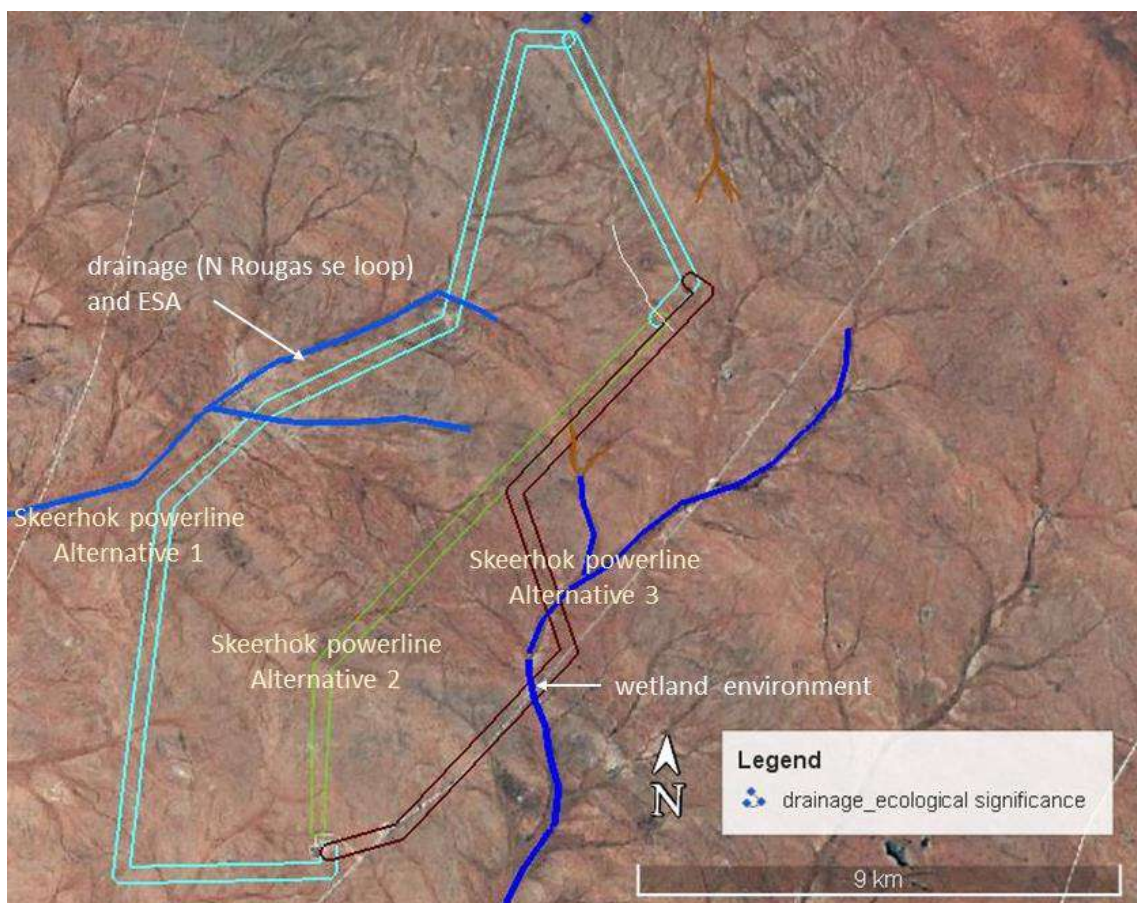 drainage (N Rougas se loop)
and ESA
Skeerhok powerline
Alternative 1
Skeerhok powerline
Alternative 3
Skeerhok powerline
Alternative 2
wetland environment
N
Legend
drainage_ecological significance
9 km